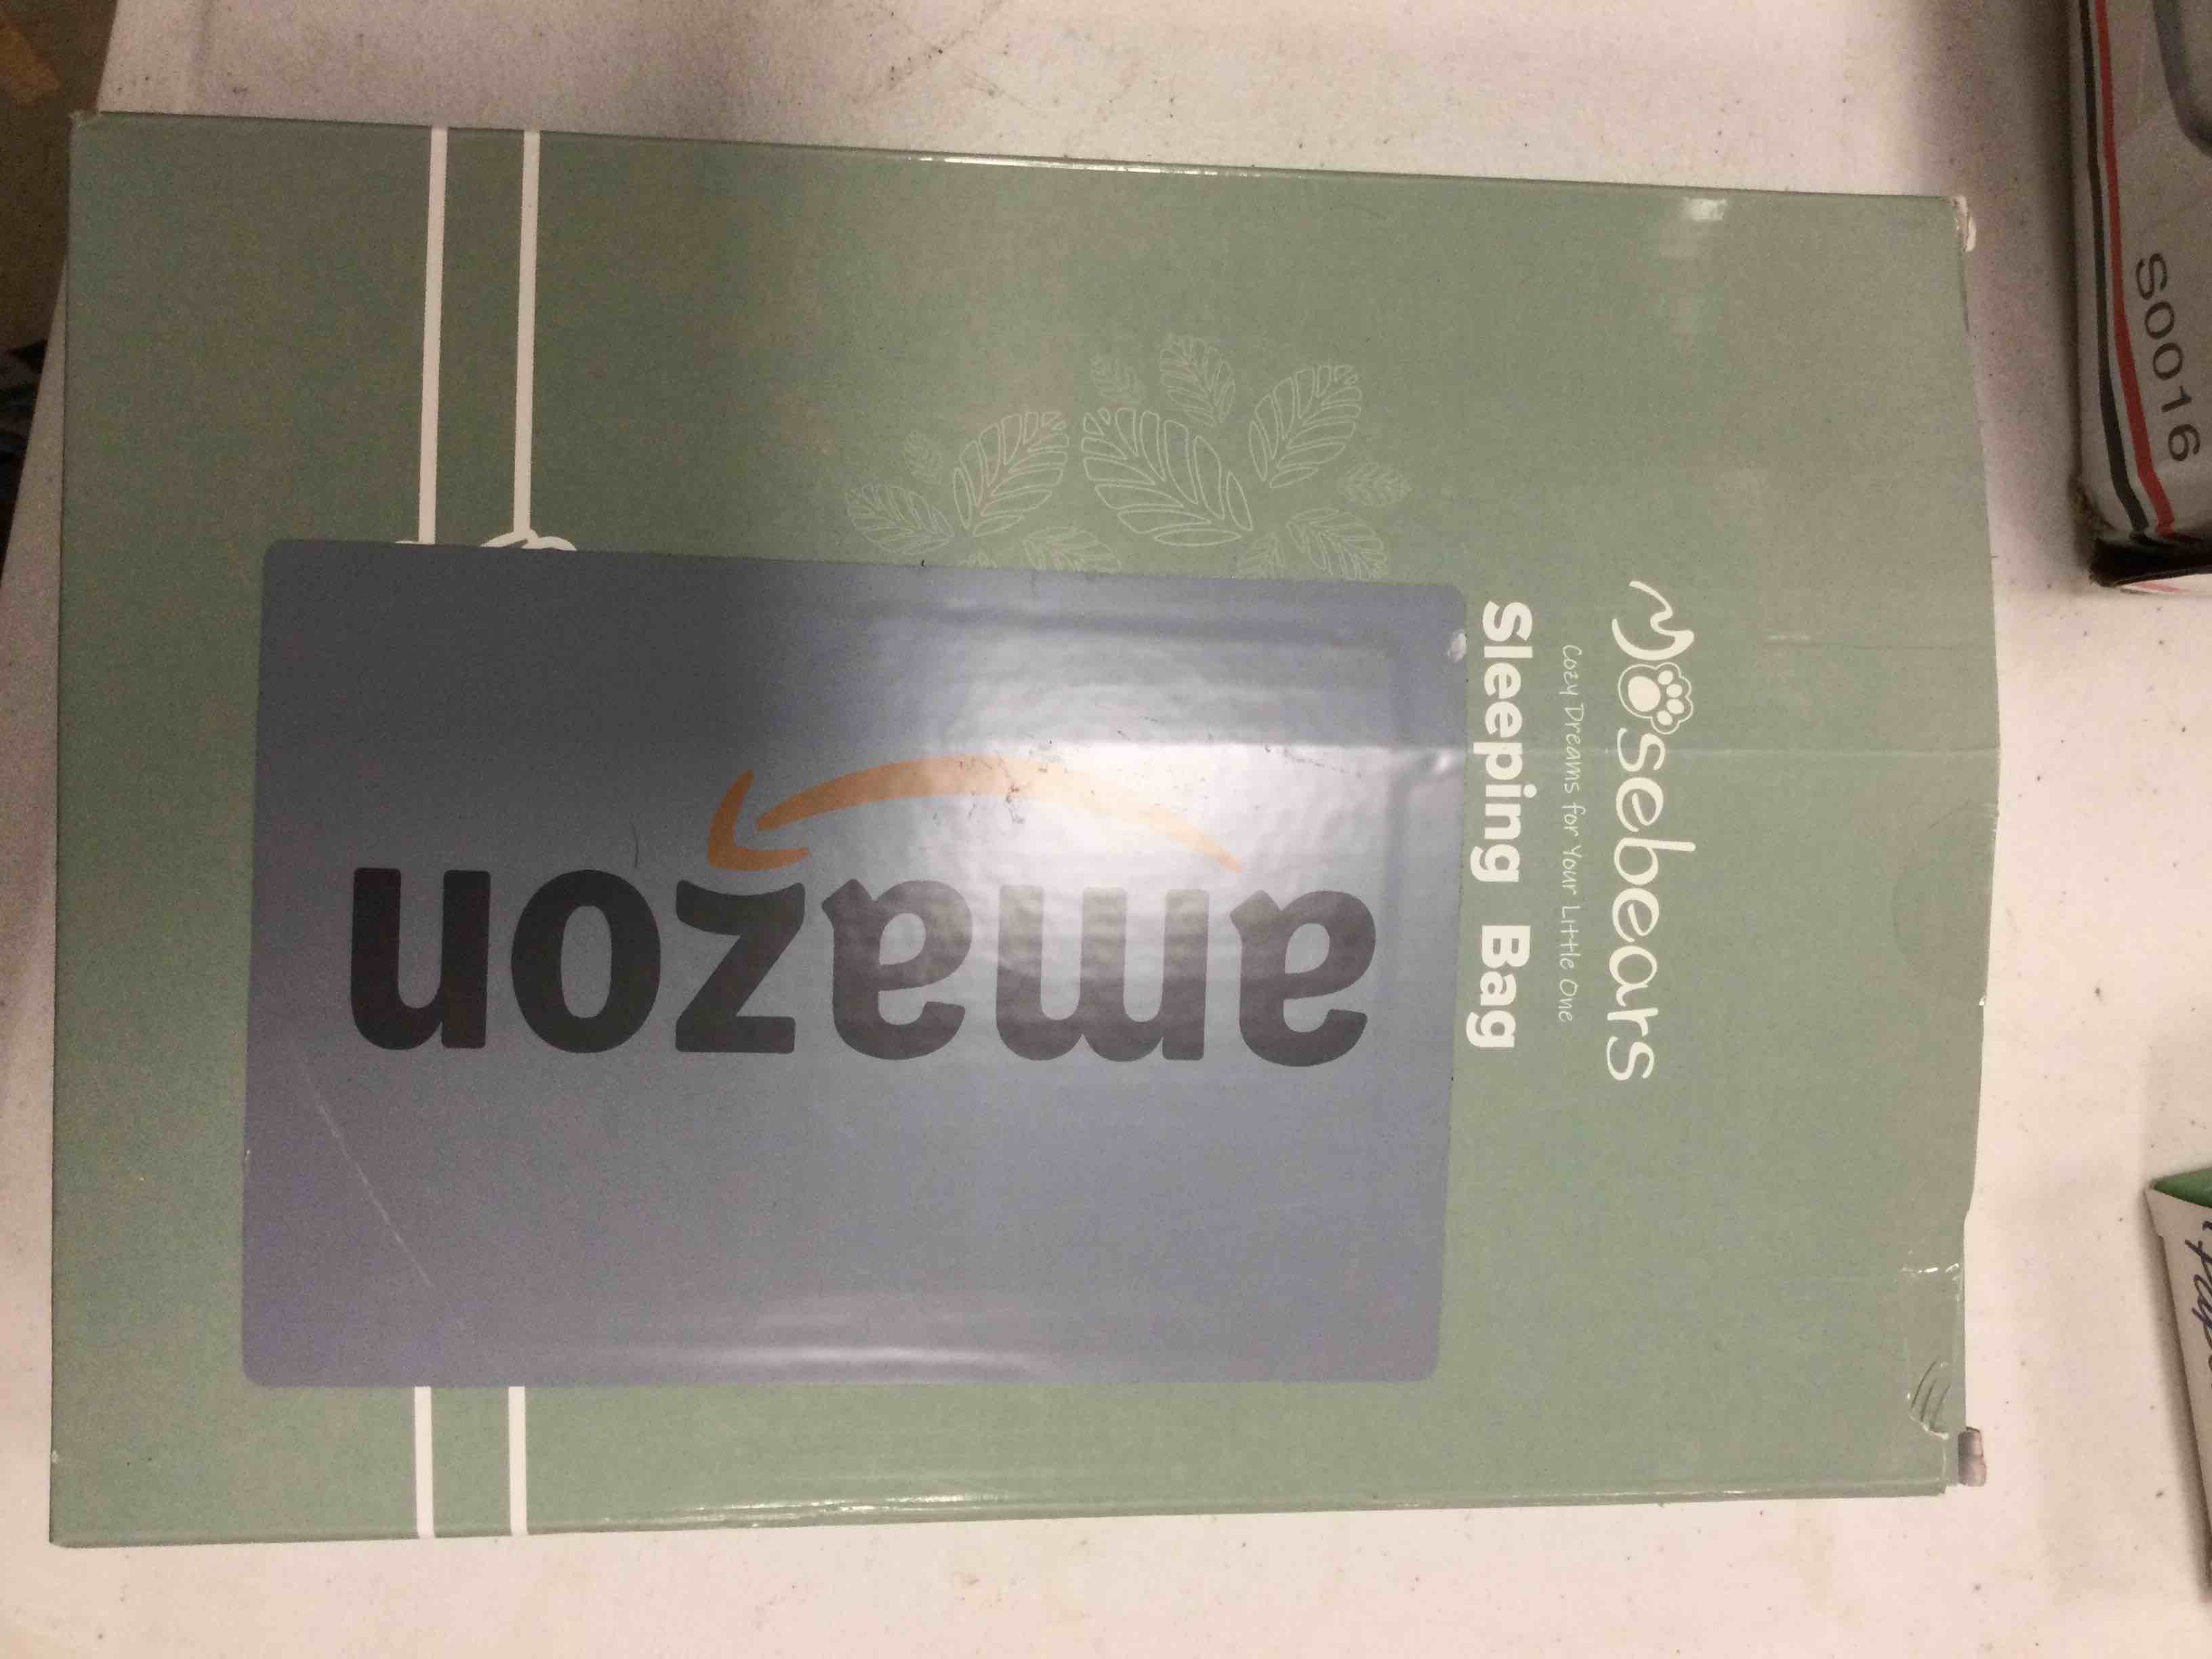 Mosebears
Cozy Dreams for Your Little One
Sleeping Bag
amazon
S0016